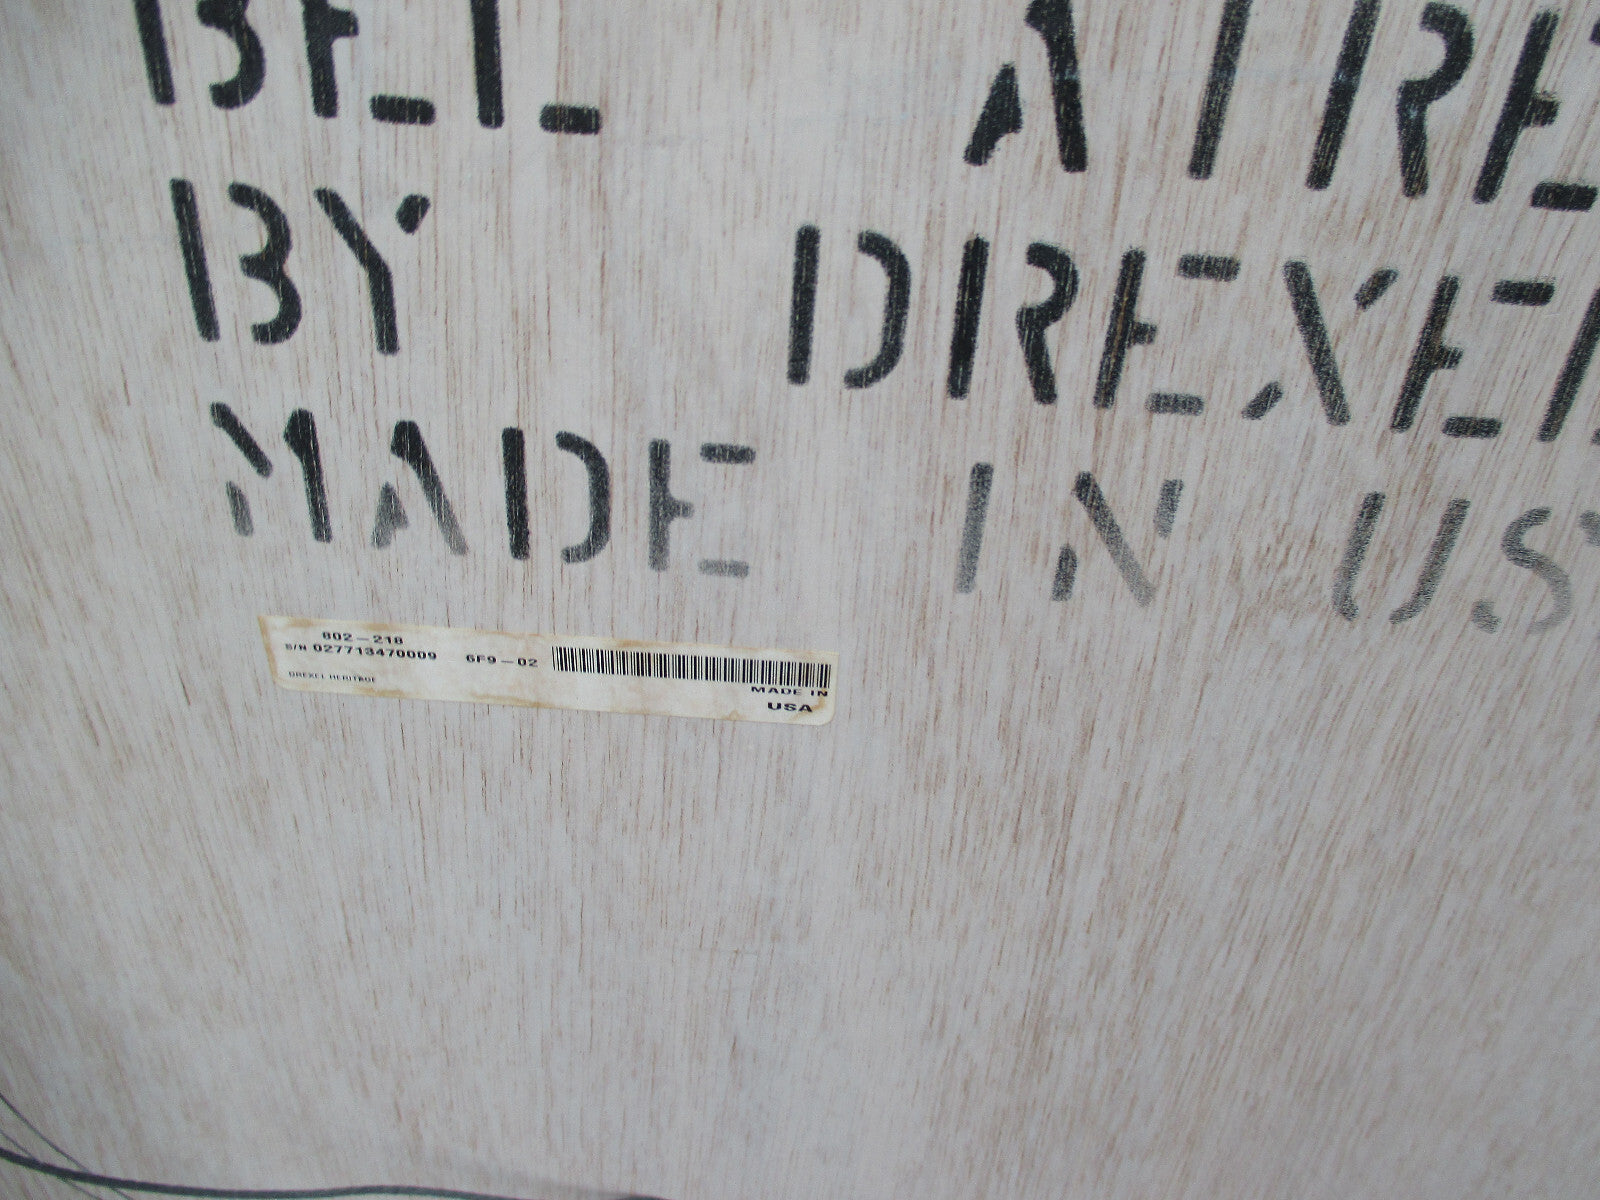 BEL AIRE
BY DREXEL
MADE IN US
802-218
S/N 027713470009 6F9-02
DREXEL HERITAGE
MADE IN
USA